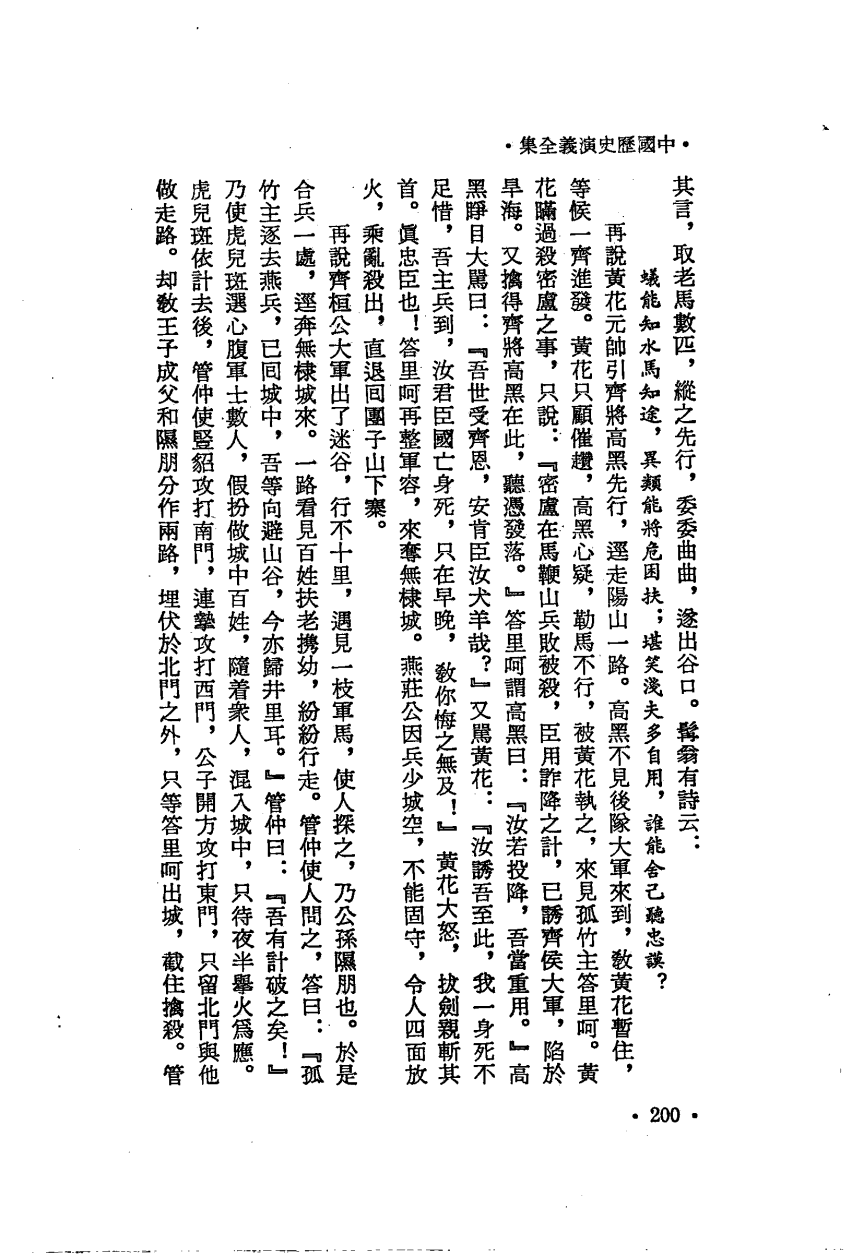 •中國歷史演義全集•
其言，取老馬數匹，縱之先行，委委曲曲，遂出谷口。髯翁有詩云：
蟻能知水馬知途，異類能將危困扶；堪笑淺夫多自用，誰能舍己聽忠謨？
再說黃花元帥引齊將高黑先行，逕走陽山一路。高黑不見後隊大軍來到，教黃花暫住，
等候一齊進發。黃花只顧催趲，高黑心疑，勒馬不行，被黃花執之，來見孤竹主答里呵。黃
花瞞過殺密盧之事，只說：『密盧在馬鞭山兵敗被殺，臣用詐降之計，已誘齊侯大軍，陷於
旱海。又擒得齊將高黑在此，聽憑發落。』答里呵謂高黑曰：『汝若投降，吾當重用。』高
黑睜目大罵曰：『吾世受齊恩，安肯臣汝犬羊哉？』又罵黃花：『汝誘吾至此，我一身死不
足惜，吾主兵到，汝君臣國亡身死，只在早晚，教你悔之無及！』黃花大怒，拔劍親斬其
首。眞忠臣也！答里呵再整軍容，來奪無棣城。燕莊公因兵少城空，不能固守，令人四面放
火，乘亂殺出，直退回團子山下寨。
再說齊桓公大軍出了迷谷，行不十里，遇見一枝軍馬，使人探之，乃公孫隰朋也。於是
合兵一處，逕奔無棣城來。一路看見百姓扶老攜幼，紛紛行走。管仲使人問之，答曰：『孤
竹主逐去燕兵，已回城中，吾等向避山谷，今亦歸井里耳。』管仲曰：『吾有計破之矣！』
乃使虎兒斑選心腹軍士數人，假扮做城中百姓，隨着衆人，混入城中，只待夜半舉火爲應。
虎兒斑依計去後，管仲使豎貂攻打南門，連摯攻打西門，公子開方攻打東門，只留北門與他
做走路。却教王子成父和隰朋分作兩路，埋伏於北門之外，只等答里呵出城，截住擒殺。管
•200•